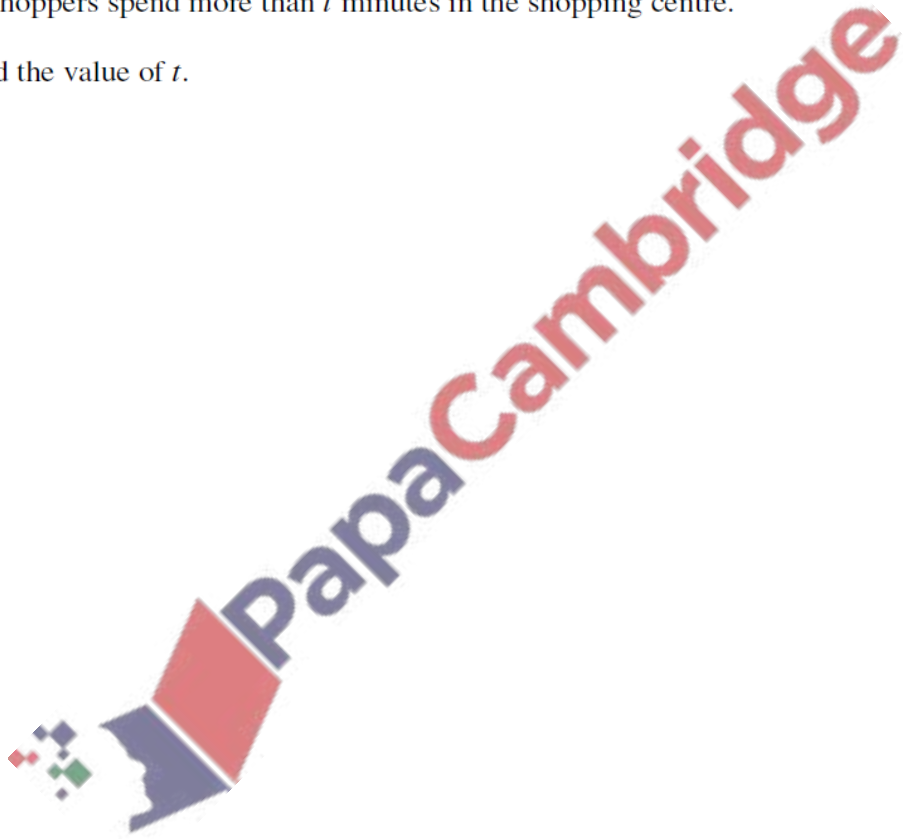 hoppers spend more than t minutes in the shopping centre.
the value of t.
PapaCambridge